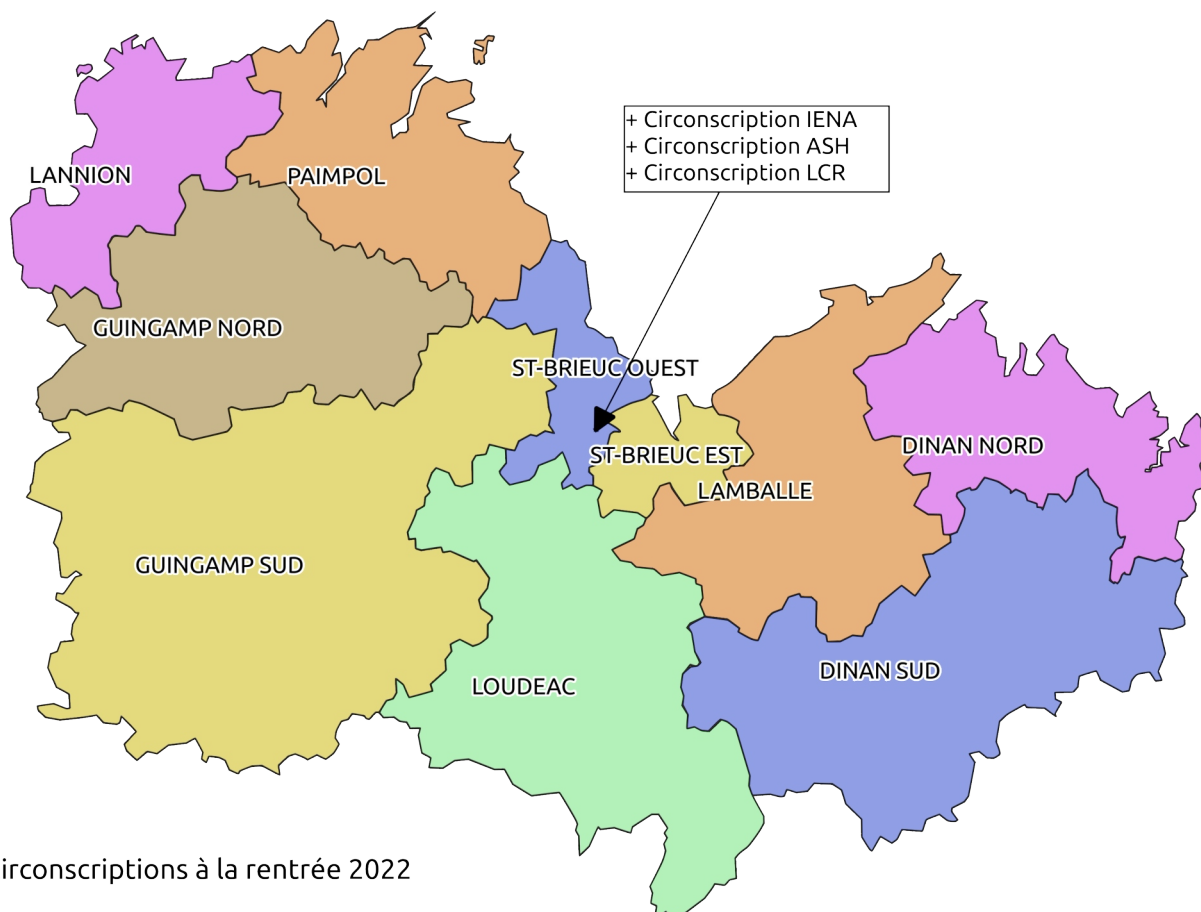 + Circonscription IENA
+ Circonscription ASH
+ Circonscription LCR
LANNION
PAIMPOL
GUINGAMP NORD
ST-BRIEUC OUEST
DINAN NORD
ST-BRIEUC EST
LAMBALLE
GUINGAMP SUD
DINAN SUD
LOUDEAC
irconscriptions à la rentrée 2022